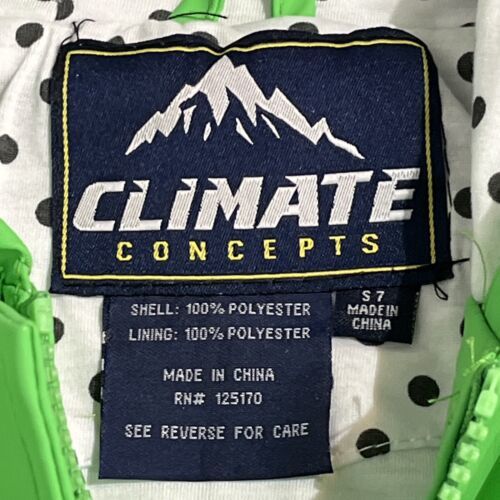 CLIMATE
CONCEPTS
S 7
MADE IN
CHINA
SHELL: 100% POLYESTER
LINING: 100% POLYESTER
MADE IN CHINA
RN# 125170
SEE REVERSE FOR CARE